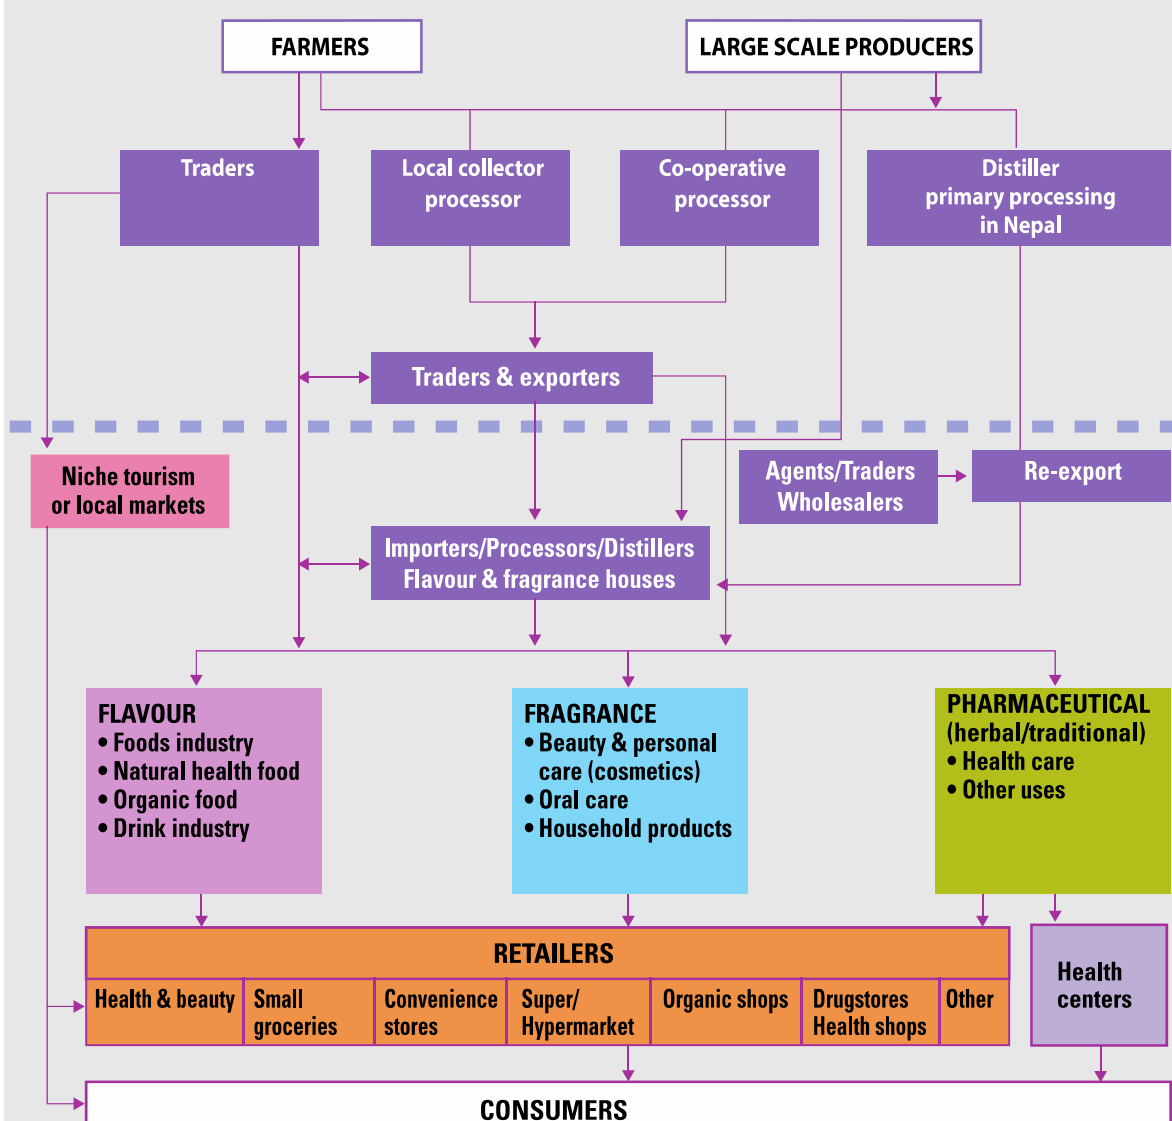 FARMERS
LARGE SCALE PRODUCERS
Traders
Local collector
processor
Co-operative
processor
Distiller
primary processing
in Nepal
Traders & exporters
Niche tourism
or local markets
Agents/Traders
Wholesalers
Re-export
Importers/Processors/Distillers
Flavour & fragrance houses
FLAVOUR
• Foods industry
• Natural health food
• Organic food
• Drink industry
FRAGRANCE
• Beauty & personal
care (cosmetics)
• Oral care
• Household products
PHARMACEUTICAL
(herbal/traditional)
• Health care
• Other uses
RETAILERS
Health & beauty
Small
groceries
Convenience
stores
Super/
Hypermarket
Organic shops
Drugstores
Health shops
Other
Health
centers
CONSUMERS